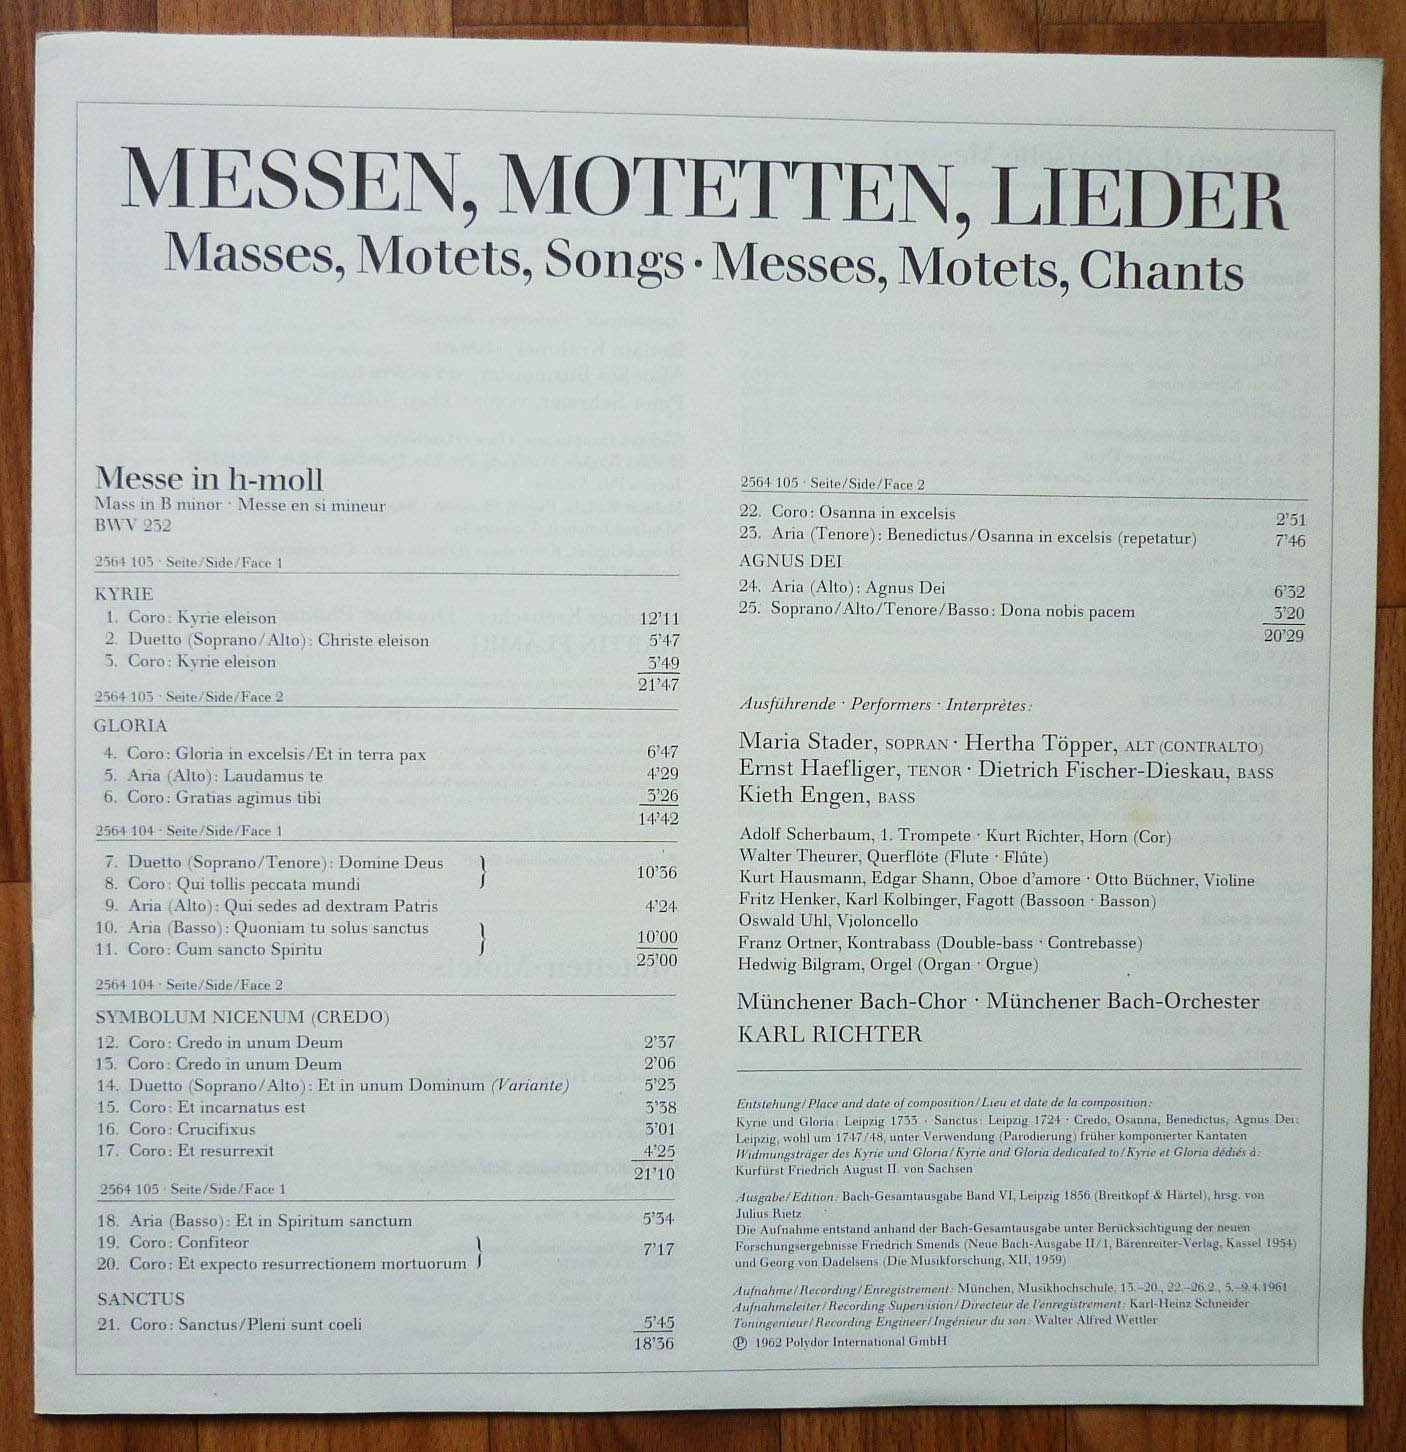 MESSEN, MOTETTEN, LIEDER
Masses, Motets, Songs · Messes, Motets, Chants
Messe in h-moll
Mass in B minor · Messe en si mineur
BWV 232
2564 103 · Seite/Side/Face 1
KYRIE
1. Coro: Kyrie eleison 12'11
2. Duetto (Soprano/Alto): Christe eleison 5'47
3. Coro: Kyrie eleison 3'49
21'47
2564 103 · Seite/Side/Face 2
GLORIA
4. Coro: Gloria in excelsis/Et in terra pax 6'47
5. Aria (Alto): Laudamus te 4'29
6. Coro: Gratias agimus tibi 3'26
14'42
2564 104 · Seite/Side/Face 1
7. Duetto (Soprano/Tenore): Domine Deus
8. Coro: Qui tollis peccata mundi } 10'36
9. Aria (Alto): Qui sedes ad dextram Patris 4'24
10. Aria (Basso): Quoniam tu solus sanctus
11. Coro: Cum sancto Spiritu } 10'00
25'00
2564 104 · Seite/Side/Face 2
SYMBOLUM NICENUM (CREDO)
12. Coro: Credo in unum Deum 2'37
13. Coro: Credo in unum Deum 2'06
14. Duetto (Soprano/Alto): Et in unum Dominum (Variante) 5'23
15. Coro: Et incarnatus est 3'38
16. Coro: Crucifixus 3'01
17. Coro: Et resurrexit 4'25
21'10
2564 105 · Seite/Side/Face 1
18. Aria (Basso): Et in Spiritum sanctum 5'34
19. Coro: Confiteor
20. Coro: Et expecto resurrectionem mortuorum } 7'17
SANCTUS
21. Coro: Sanctus/Pleni sunt coeli 5'45
18'36
2564 105 · Seite/Side/Face 2
22. Coro: Osanna in excelsis 2'51
23. Aria (Tenore): Benedictus/Osanna in excelsis (repetatur) 7'46
AGNUS DEI
24. Aria (Alto): Agnus Dei 6'32
25. Soprano/Alto/Tenore/Basso: Dona nobis pacem 3'20
20'29
Ausführende · Performers · Interprètes:
Maria Stader, SOPRAN · Hertha Töpper, ALT (CONTRALTO)
Ernst Haefliger, TENOR · Dietrich Fischer-Dieskau, BASS
Kieth Engen, BASS
Adolf Scherbaum, 1. Trompete · Kurt Richter, Horn (Cor)
Walter Theurer, Querflöte (Flute · Flûte)
Kurt Hausmann, Edgar Shann, Oboe d'amore · Otto Büchner, Violine
Fritz Henker, Karl Kolbinger, Fagott (Bassoon · Basson)
Oswald Uhl, Violoncello
Franz Ortner, Kontrabass (Double-bass · Contrebasse)
Hedwig Bilgram, Orgel (Organ · Orgue)
Münchener Bach-Chor · Münchener Bach-Orchester
KARL RICHTER
Entstehung/Place and date of composition/Lieu et date de la composition:
Kyrie und Gloria: Leipzig 1733 · Sanctus: Leipzig 1724 · Credo, Osanna, Benedictus, Agnus Dei:
Leipzig, wohl um 1747/48, unter Verwendung (Parodierung) früher komponierter Kantaten
Widmungsträger des Kyrie und Gloria/Kyrie and Gloria dedicated to/Kyrie et Gloria dédiés à:
Kurfürst Friedrich August II. von Sachsen
Ausgabe/Edition: Bach-Gesamtausgabe Band VI, Leipzig 1856 (Breitkopf & Härtel), hrsg. von
Julius Rietz
Die Aufnahme entstand anhand der Bach-Gesamtausgabe unter Berücksichtigung der neuen
Forschungsergebnisse Friedrich Smends (Neue Bach-Ausgabe II/1, Bärenreiter-Verlag, Kassel 1954)
und Georg von Dadelsens (Die Musikforschung, XII, 1959)
Aufnahme/Recording/Enregistrement: München, Musikhochschule, 13.-20., 22.-26.2., 5.-9.4.1961
Aufnahmeleiter/Recording Supervision/Directeur de l'enregistrement: Karl-Heinz Schneider
Toningenieur/Recording Engineer/Ingénieur du son: Walter Alfred Wettler
℗ 1962 Polydor International GmbH